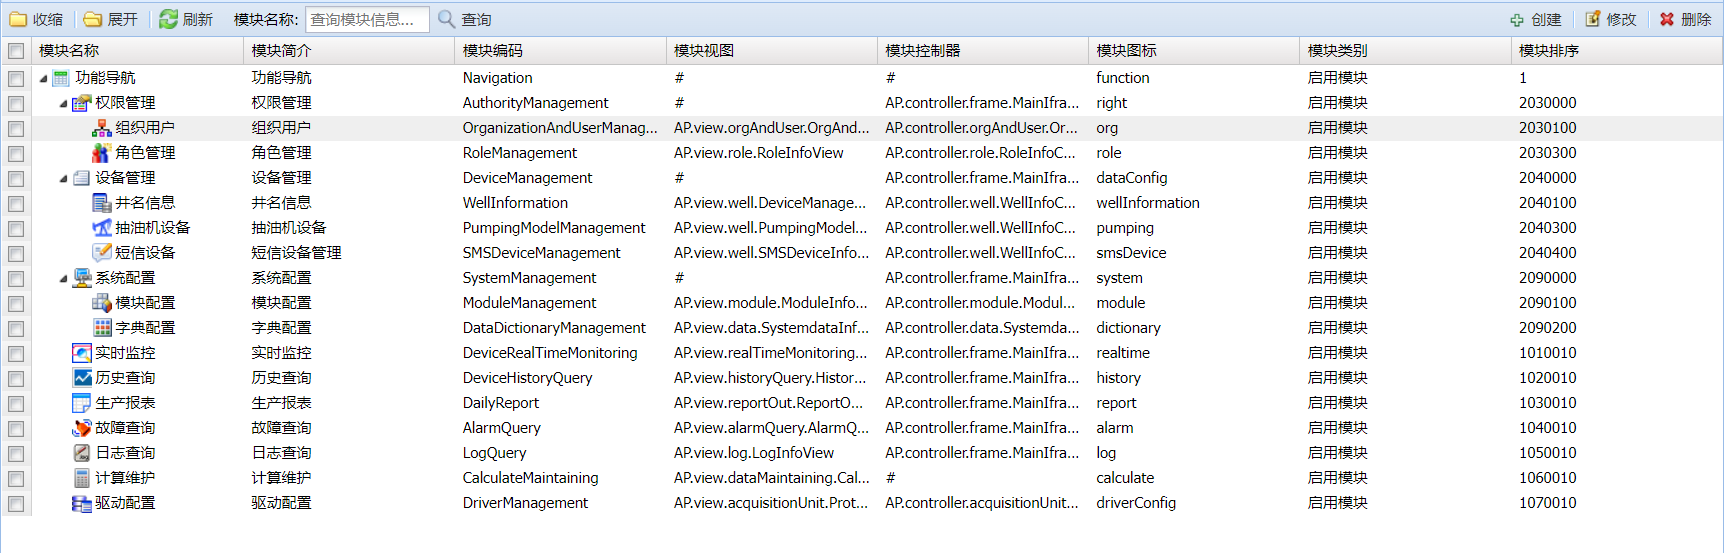 收缩 展开 刷新 模块名称: 查询模块信息... 查询 创建 修改 删除
模块名称 模块简介 模块编码 模块视图 模块控制器 模块图标 模块类别 模块排序
功能导航 功能导航 Navigation # # function 启用模块 1
权限管理 权限管理 AuthorityManagement # AP.controller.frame.MainIfra... right 启用模块 2030000
组织用户 组织用户 OrganizationAndUserManag... AP.view.orgAndUser.OrgAnd... AP.controller.orgAndUser.Or... org 启用模块 2030100
角色管理 角色管理 RoleManagement AP.view.role.RoleInfoView AP.controller.role.RoleInfoC... role 启用模块 2030300
设备管理 设备管理 DeviceManagement # AP.controller.frame.MainIfra... dataConfig 启用模块 2040000
井名信息 井名信息 WellInformation AP.view.well.DeviceManage... AP.controller.well.WellInfoC... wellInformation 启用模块 2040100
抽油机设备 抽油机设备 PumpingModelManagement AP.view.well.PumpingModel... AP.controller.well.WellInfoC... pumping 启用模块 2040300
短信设备 短信设备管理 SMSDeviceManagement AP.view.well.SMSDeviceInfo... AP.controller.well.WellInfoC... smsDevice 启用模块 2040400
系统配置 系统配置 SystemManagement # AP.controller.frame.MainIfra... system 启用模块 2090000
模块配置 模块配置 ModuleManagement AP.view.module.ModuleInfo... AP.controller.module.Modul... module 启用模块 2090100
字典配置 字典配置 DataDictionaryManagement AP.view.data.SystemdataInf... AP.controller.data.Systemda... dictionary 启用模块 2090200
实时监控 实时监控 DeviceRealTimeMonitoring AP.view.realTimeMonitoring... AP.controller.frame.MainIfra... realtime 启用模块 1010010
历史查询 历史查询 DeviceHistoryQuery AP.view.historyQuery.Histor... AP.controller.frame.MainIfra... history 启用模块 1020010
生产报表 生产报表 DailyReport AP.view.reportOut.ReportO... AP.controller.frame.MainIfra... report 启用模块 1030010
故障查询 故障查询 AlarmQuery AP.view.alarmQuery.AlarmQ... AP.controller.frame.MainIfra... alarm 启用模块 1040010
日志查询 日志查询 LogQuery AP.view.log.LogInfoView AP.controller.frame.MainIfra... log 启用模块 1050010
计算维护 计算维护 CalculateMaintaining AP.view.dataMaintaining.Cal... # calculate 启用模块 1060010
驱动配置 驱动配置 DriverManagement AP.view.acquisitionUnit.Prot... AP.controller.acquisitionUnit... driverConfig 启用模块 1070010